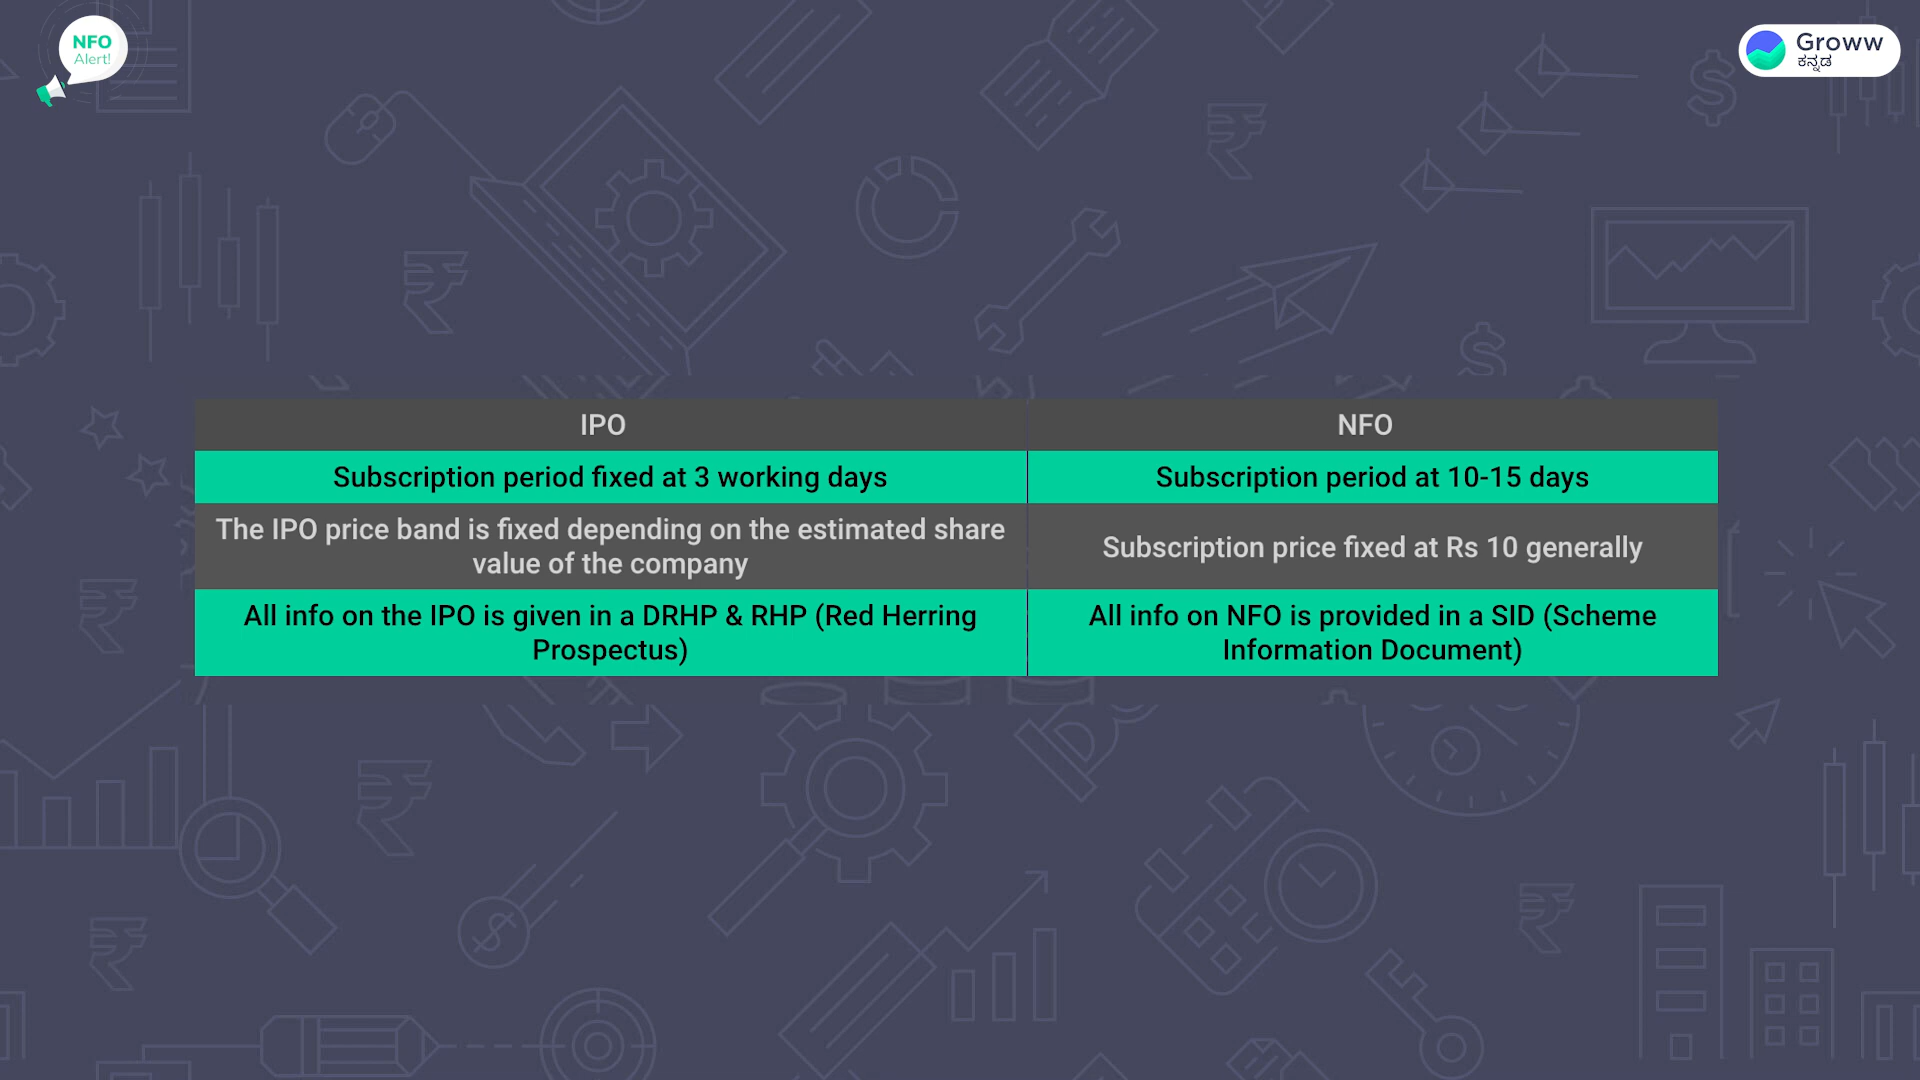 NFO
Alert!
Groww
ಕನ್ನಡ
IPO
NFO
Subscription period fixed at 3 working days
Subscription period at 10-15 days
The IPO price band is fixed depending on the estimated share
value of the company
Subscription price fixed at Rs 10 generally
All info on the IPO is given in a DRHP & RHP (Red Herring
Prospectus)
All info on NFO is provided in a SID (Scheme
Information Document)